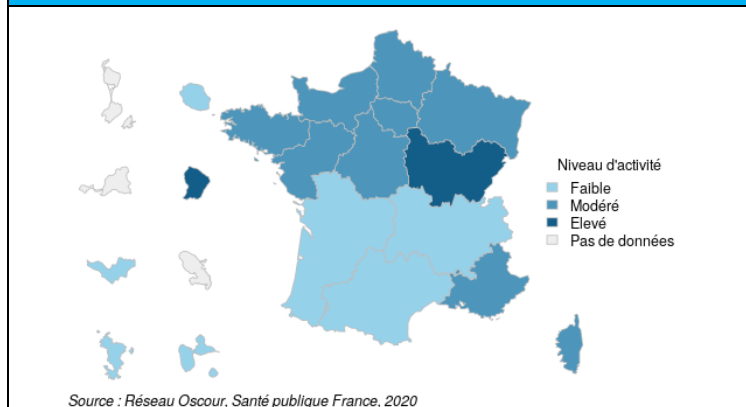 Niveau d'activité
Faible
Modéré
Elevé
Pas de données
Source : Réseau Oscour, Santé publique France, 2020